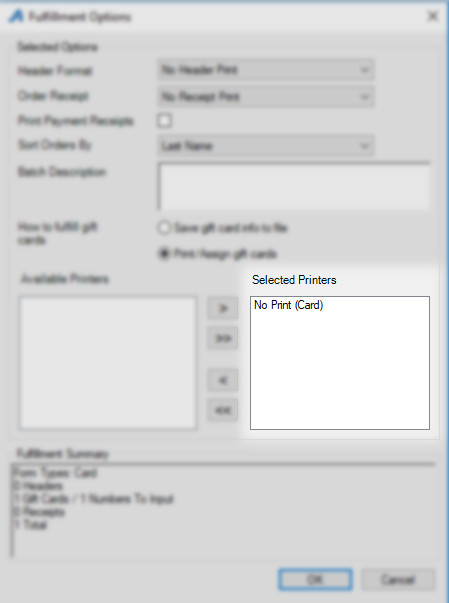 Fulfillment Options
Selected Options
Header Format
No Header Print
Order Receipt
No Receipt Print
Print Payment Receipts
Sort Orders By
Last Name
Batch Description
How to fulfill gift
cards
Save gift card info to file
Print/Assign gift cards
Available Printers
Selected Printers
>
>>
<
<<
No Print (Card)
Fulfillment Summary
Form Types: Card
0 Headers
1 Gift Cards / 1 Numbers To Input
0 Receipts
1 Total
OK
Cancel